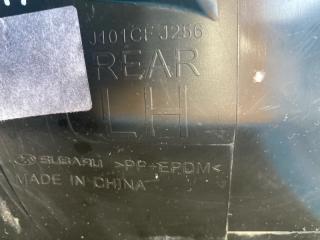 J101CFJ256
REAR
LH
SUBARU >PP+EPDM<
MADE IN CHINA